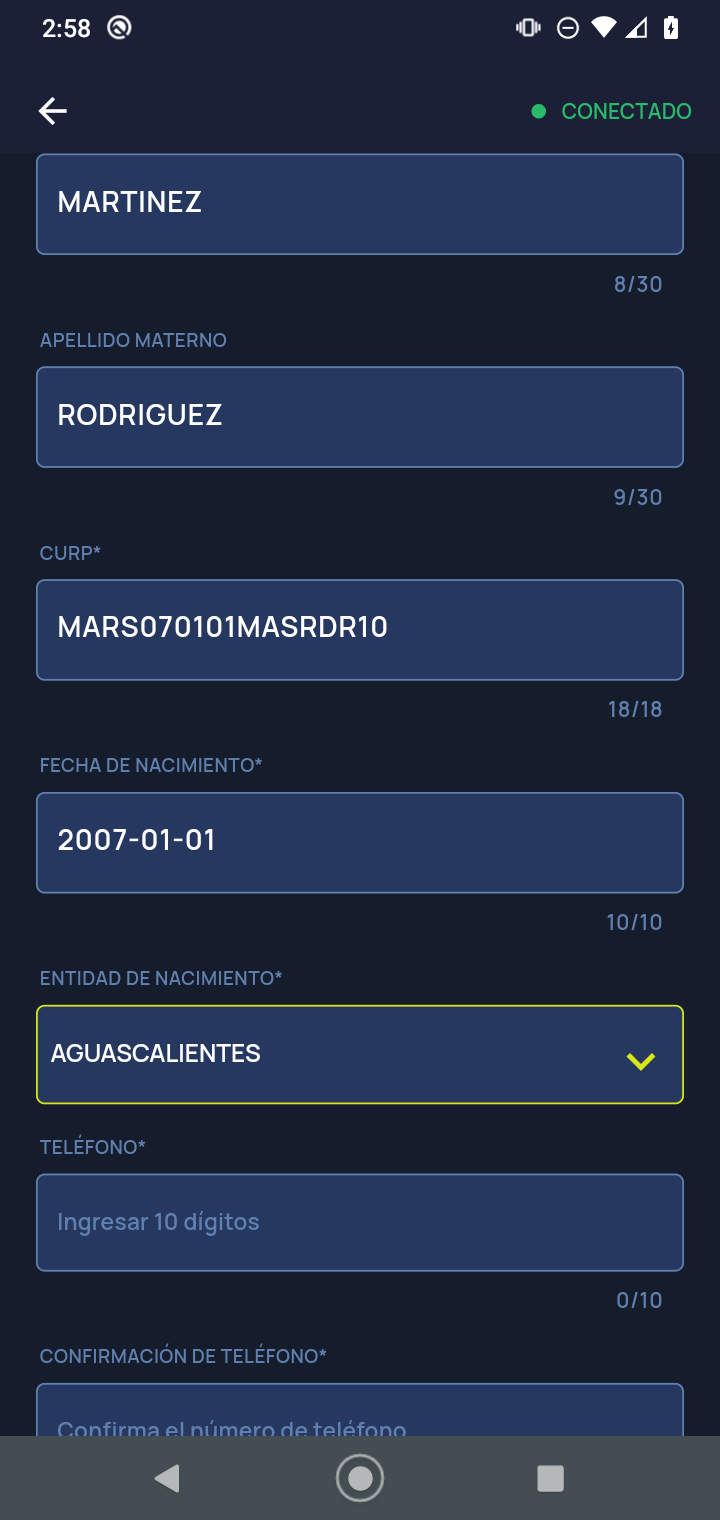 2:58
CONECTADO
MARTINEZ
8/30
APELLIDO MATERNO
RODRIGUEZ
9/30
CURP*
MARS070101MASRDR10
18/18
FECHA DE NACIMIENTO*
2007-01-01
10/10
ENTIDAD DE NACIMIENTO*
AGUASCALIENTES
TELÉFONO*
Ingresar 10 dígitos
0/10
CONFIRMACIÓN DE TELÉFONO*
Confirma el número de teléfono